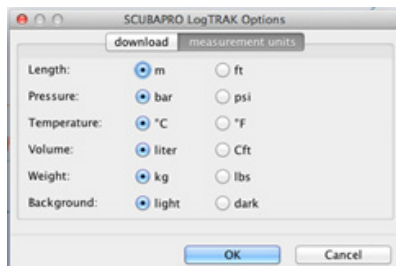 SCUBAPRO LogTRAK Options
download measurement units
Length: m ft
Pressure: bar psi
Temperature: °C °F
Volume: liter Cft
Weight: kg lbs
Background: light dark
OK Cancel